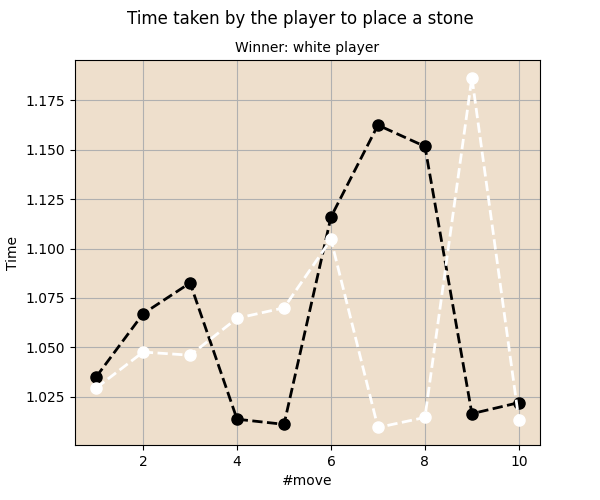 Time taken by the player to place a stone
Winner: white player
1.175
1.150
1.125
1.100
1.075
1.050
1.025
Time
2 4 6 8 10
#move